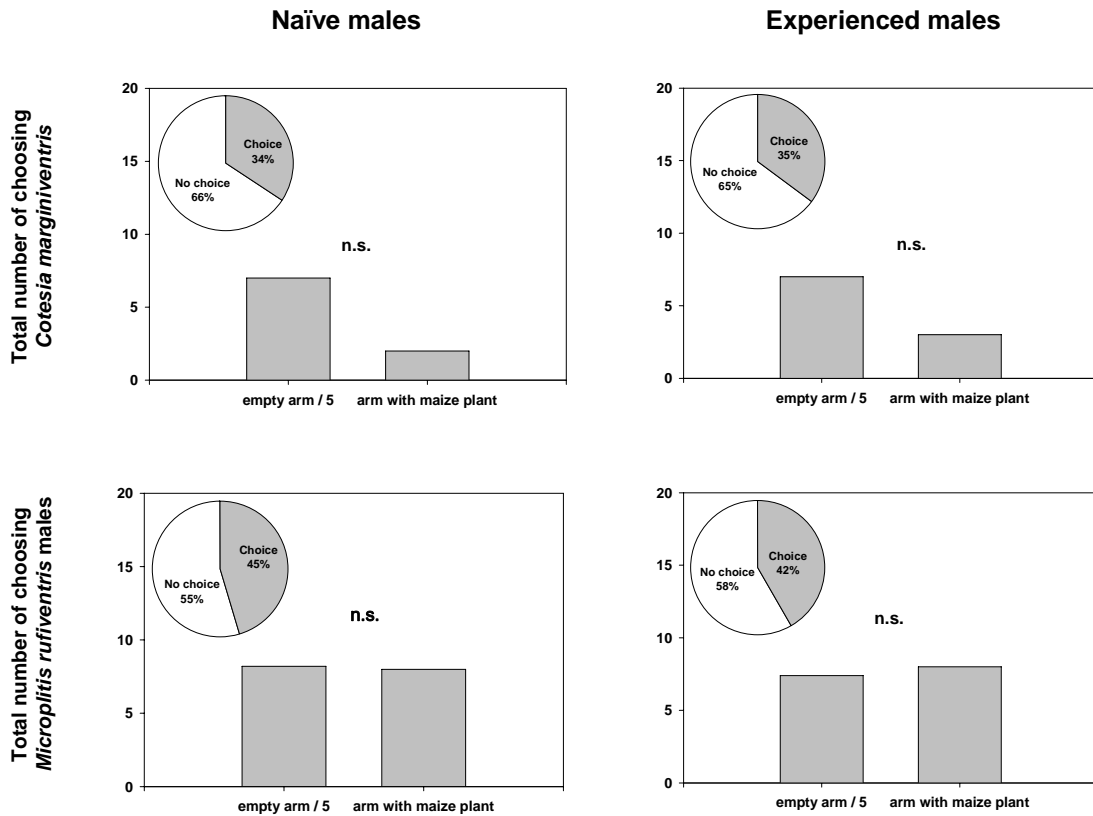 Naïve males
Experienced males
Total number of choosing
Cotesia marginiventris
20
15
10
5
0
Choice
34%
No choice
66%
n.s.
empty arm / 5
arm with maize plant
20
15
10
5
0
Choice
35%
No choice
65%
n.s.
empty arm / 5
arm with maize plant
Total number of choosing
Microplitis rufiventris males
20
15
10
5
0
Choice
45%
No choice
55%
n.s.
empty arm / 5
arm with maize plant
20
15
10
5
0
Choice
42%
No choice
58%
n.s.
empty arm / 5
arm with maize plant